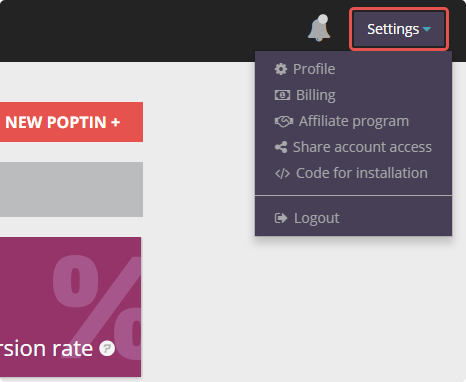 Settings
Profile
Billing
Affiliate program
Share account access
Code for installation
Logout
NEW POPTIN +
%
rsion rate ?